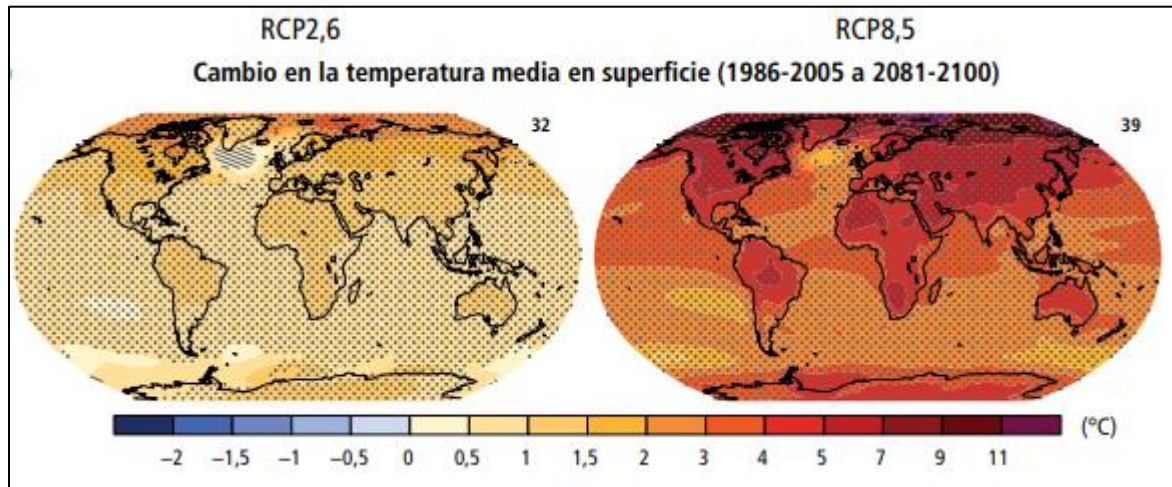 RCP2,6 RCP8,5
Cambio en la temperatura media en superficie (1986-2005 a 2081-2100)
32 39
(°C)
−2 −1,5 −1 −0,5 0 0,5 1 1,5 2 3 4 5 7 9 11